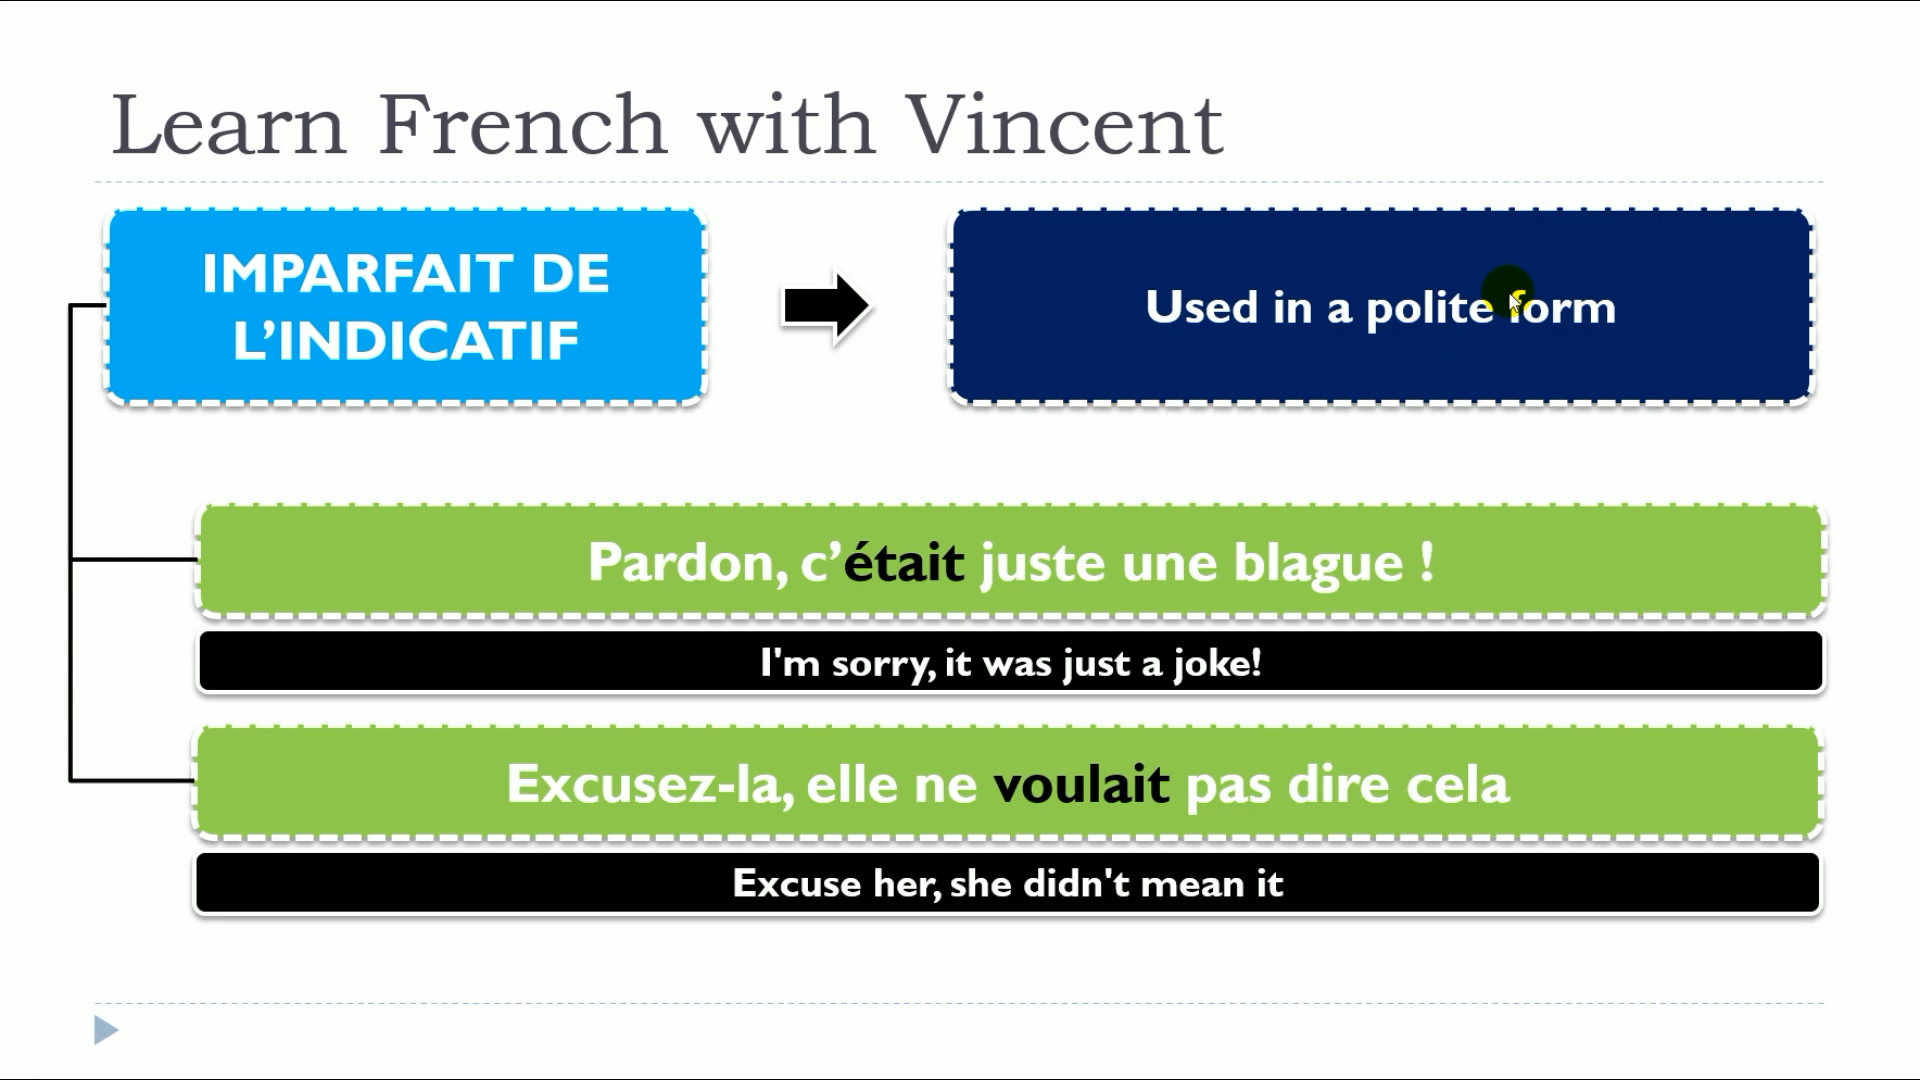 Learn French with Vincent
IMPARFAIT DE
L’INDICATIF
Used in a polite form
Pardon, c’était juste une blague !
I'm sorry, it was just a joke!
Excusez-la, elle ne voulait pas dire cela
Excuse her, she didn't mean it